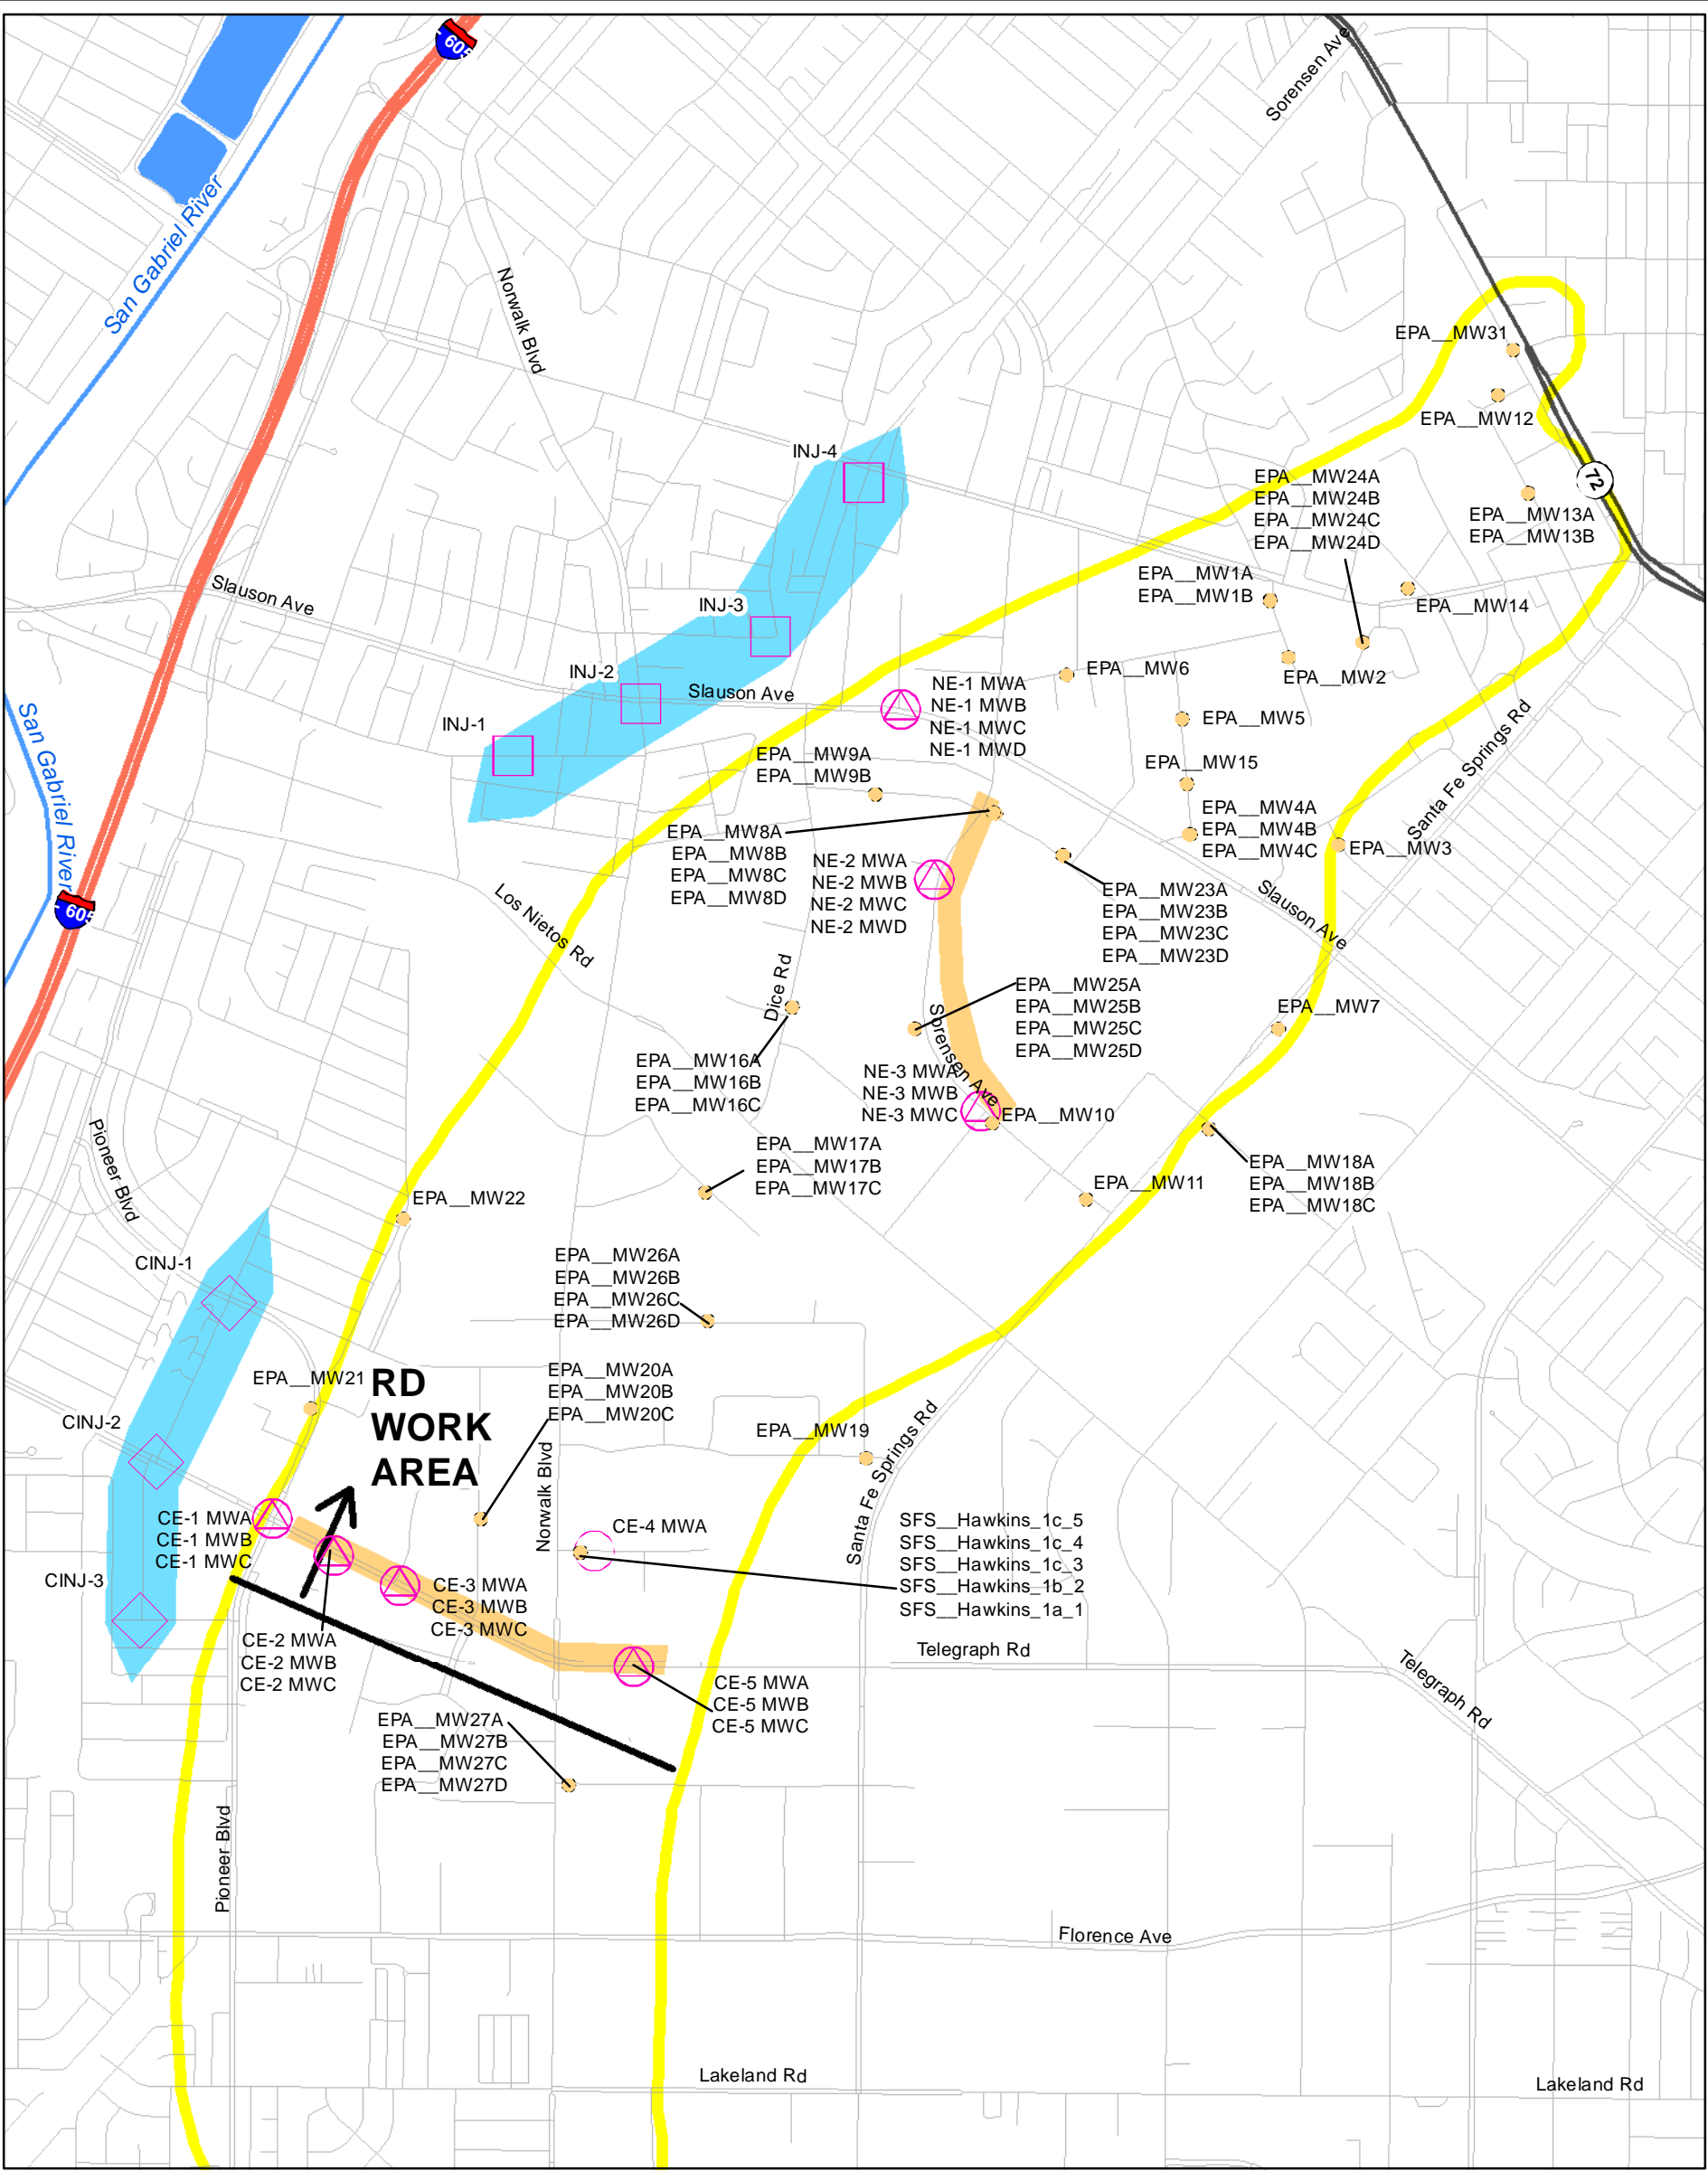 605
Sorensen Ave
San Gabriel River
Norwalk Blvd
EPA__MW31
EPA__MW12
INJ-4
EPA__MW24A
EPA__MW24B
EPA__MW24C
EPA__MW24D
72
EPA__MW13A
EPA__MW13B
EPA__MW1A
EPA__MW1B
Slauson Ave
INJ-3
EPA__MW14
INJ-2
EPA__MW6
EPA__MW2
Slauson Ave
NE-1 MWA
NE-1 MWB
NE-1 MWC
NE-1 MWD
INJ-1
EPA__MW5
San Gabriel River
EPA__MW9A
EPA__MW9B
EPA__MW15
Santa Fe Springs Rd
EPA__MW8A
EPA__MW8B
EPA__MW8C
EPA__MW8D
EPA__MW4A
EPA__MW4B
EPA__MW4C
EPA__MW3
NE-2 MWA
NE-2 MWB
NE-2 MWC
NE-2 MWD
605
Los Nietos Rd
EPA__MW23A
EPA__MW23B
EPA__MW23C
EPA__MW23D
Slauson Ave
Dice Rd
EPA__MW25A
EPA__MW25B
EPA__MW25C
EPA__MW25D
EPA__MW7
Sorensen Ave
EPA__MW16A
EPA__MW16B
EPA__MW16C
NE-3 MWA
NE-3 MWB
NE-3 MWC
EPA__MW10
Pioneer Blvd
EPA__MW17A
EPA__MW17B
EPA__MW17C
EPA__MW18A
EPA__MW18B
EPA__MW18C
EPA__MW11
EPA__MW22
CINJ-1
EPA__MW26A
EPA__MW26B
EPA__MW26C
EPA__MW26D
EPA__MW21
RD
WORK
AREA
EPA__MW20A
EPA__MW20B
EPA__MW20C
CINJ-2
EPA__MW19
Santa Fe Springs Rd
Norwalk Blvd
CE-1 MWA
CE-1 MWB
CE-1 MWC
CE-4 MWA
SFS__Hawkins_1c_5
SFS__Hawkins_1c_4
SFS__Hawkins_1c_3
SFS__Hawkins_1b_2
SFS__Hawkins_1a_1
CINJ-3
CE-3 MWA
CE-3 MWB
CE-3 MWC
CE-2 MWA
CE-2 MWB
CE-2 MWC
Telegraph Rd
Telegraph Rd
CE-5 MWA
CE-5 MWB
CE-5 MWC
EPA__MW27A
EPA__MW27B
EPA__MW27C
EPA__MW27D
Pioneer Blvd
Florence Ave
Lakeland Rd
Lakeland Rd